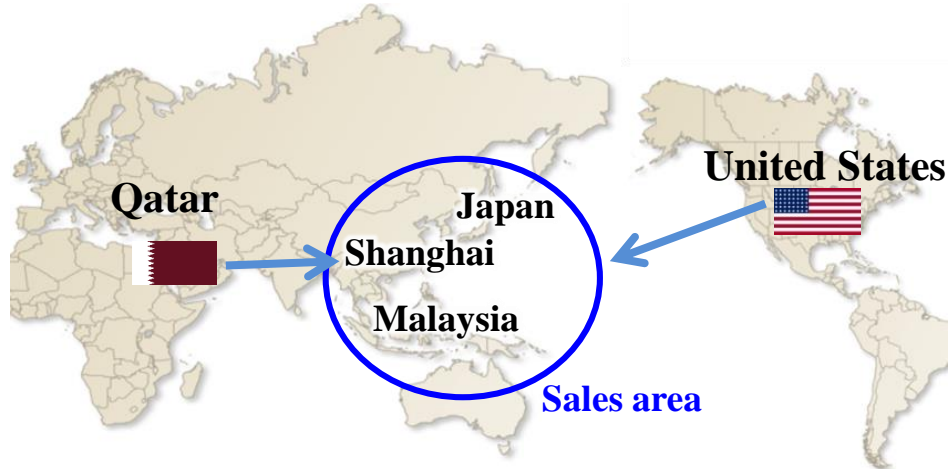 United States
Qatar
Japan
Shanghai
Malaysia
Sales area